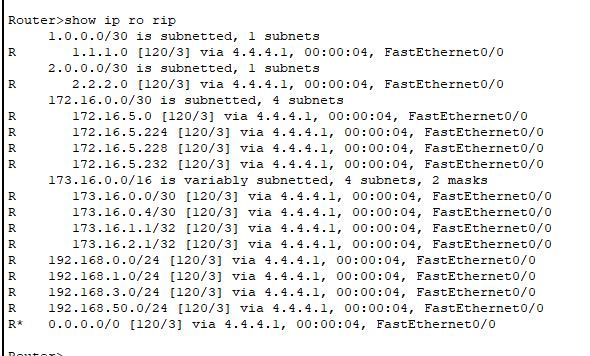 Router>show ip ro rip
     1.0.0.0/30 is subnetted, 1 subnets
R       1.1.1.0 [120/3] via 4.4.4.1, 00:00:04, FastEthernet0/0
     2.0.0.0/30 is subnetted, 1 subnets
R       2.2.2.0 [120/3] via 4.4.4.1, 00:00:04, FastEthernet0/0
     172.16.0.0/30 is subnetted, 4 subnets
R       172.16.5.0 [120/3] via 4.4.4.1, 00:00:04, FastEthernet0/0
R       172.16.5.224 [120/3] via 4.4.4.1, 00:00:04, FastEthernet0/0
R       172.16.5.228 [120/3] via 4.4.4.1, 00:00:04, FastEthernet0/0
R       172.16.5.232 [120/3] via 4.4.4.1, 00:00:04, FastEthernet0/0
     173.16.0.0/16 is variably subnetted, 4 subnets, 2 masks
R       173.16.0.0/30 [120/3] via 4.4.4.1, 00:00:04, FastEthernet0/0
R       173.16.0.4/30 [120/3] via 4.4.4.1, 00:00:04, FastEthernet0/0
R       173.16.1.1/32 [120/3] via 4.4.4.1, 00:00:04, FastEthernet0/0
R       173.16.2.1/32 [120/3] via 4.4.4.1, 00:00:04, FastEthernet0/0
R    192.168.0.0/24 [120/3] via 4.4.4.1, 00:00:04, FastEthernet0/0
R    192.168.1.0/24 [120/3] via 4.4.4.1, 00:00:04, FastEthernet0/0
R    192.168.3.0/24 [120/3] via 4.4.4.1, 00:00:04, FastEthernet0/0
R    192.168.50.0/24 [120/3] via 4.4.4.1, 00:00:04, FastEthernet0/0
R*   0.0.0.0/0 [120/3] via 4.4.4.1, 00:00:04, FastEthernet0/0
Router>